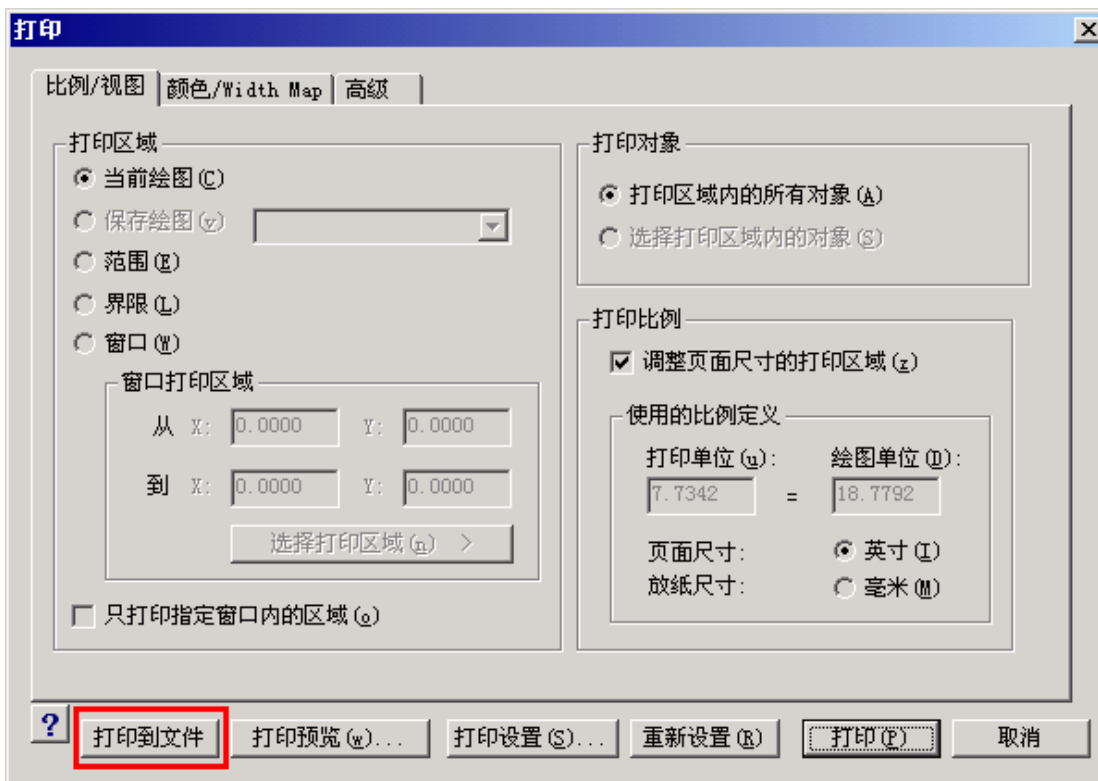 打印
比例/视图 颜色/Width Map 高级
打印区域
当前绘图(C)
保存绘图(v)
范围(E)
界限(L)
窗口(W)
窗口打印区域
从 X: 0.0000 Y: 0.0000
到 X: 0.0000 Y: 0.0000
选择打印区域(n) >
只打印指定窗口内的区域(o)
打印对象
打印区域内的所有对象(A)
选择打印区域内的对象(S)
打印比例
调整页面尺寸的打印区域(z)
使用的比例定义
打印单位(u): 绘图单位(D):
7.7342 = 18.7792
页面尺寸: 英寸(I)
放纸尺寸: 毫米(M)
? 打印到文件 打印预览(w)... 打印设置(S)... 重新设置(R) 打印(P) 取消